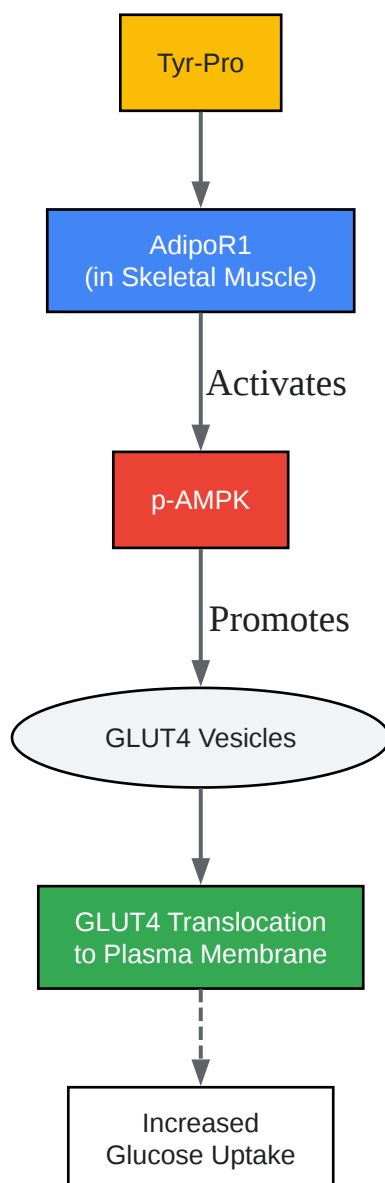 Tyr-Pro
AdipoR1
(in Skeletal Muscle)
Activates
p-AMPK
Promotes
GLUT4 Vesicles
GLUT4 Translocation
to Plasma Membrane
Increased
Glucose Uptake